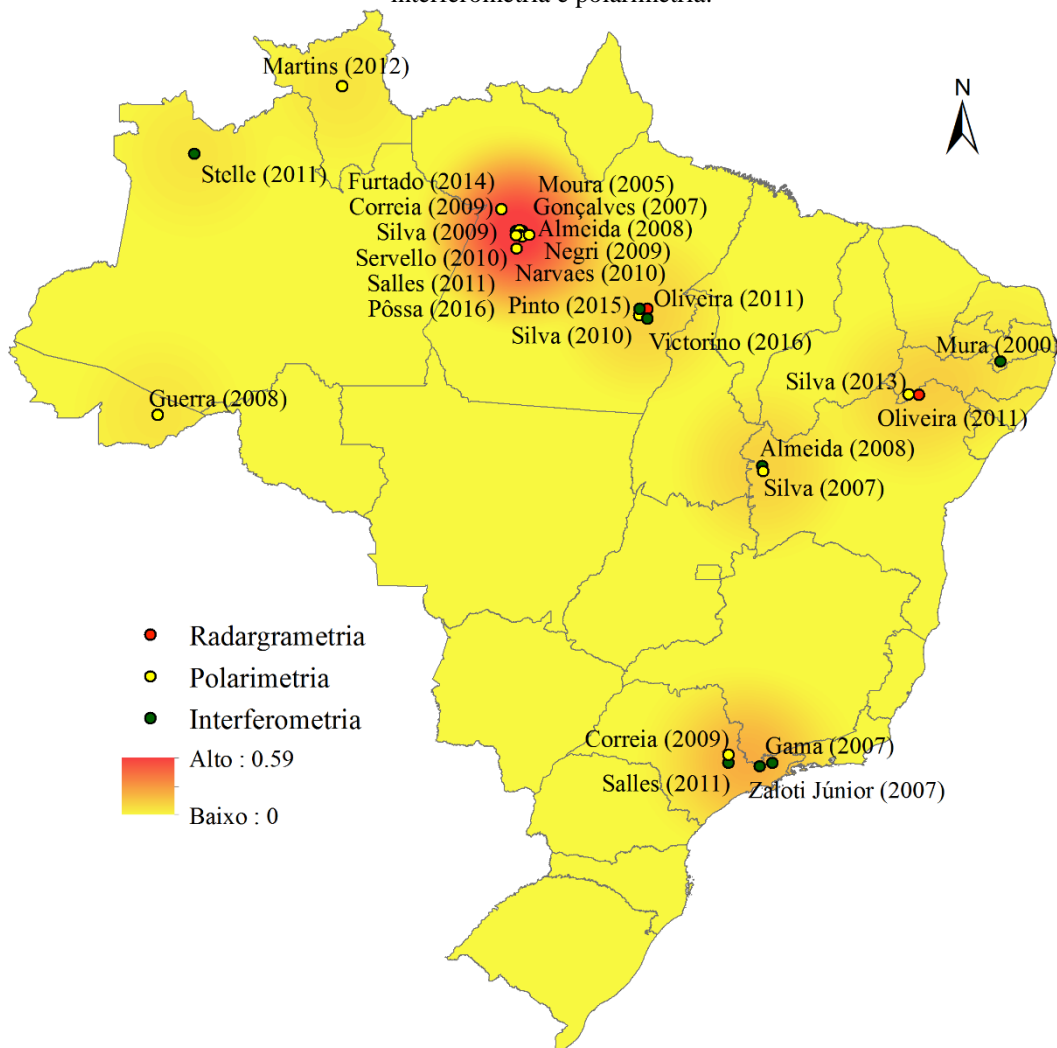 interferometria e polarimetria.
Martins (2012)
N
Stelle (2011)
Furtado (2014)
Moura (2005)
Correia (2009)
Gonçalves (2007)
Silva (2009)
Almeida (2008)
Servello (2010)
Negri (2009)
Salles (2011)
Narvaes (2010)
Pôssa (2016)
Pinto (2015)
Oliveira (2011)
Silva (2010)
Victorino (2016)
Mura (2000)
Guerra (2008)
Silva (2013)
Oliveira (2011)
Almeida (2008)
Silva (2007)
Radargrametria
Polarimetria
Interferometria
Alto : 0.59
Baixo : 0
Correia (2009)
Gama (2007)
Salles (2011)
Zaloti Júnior (2007)